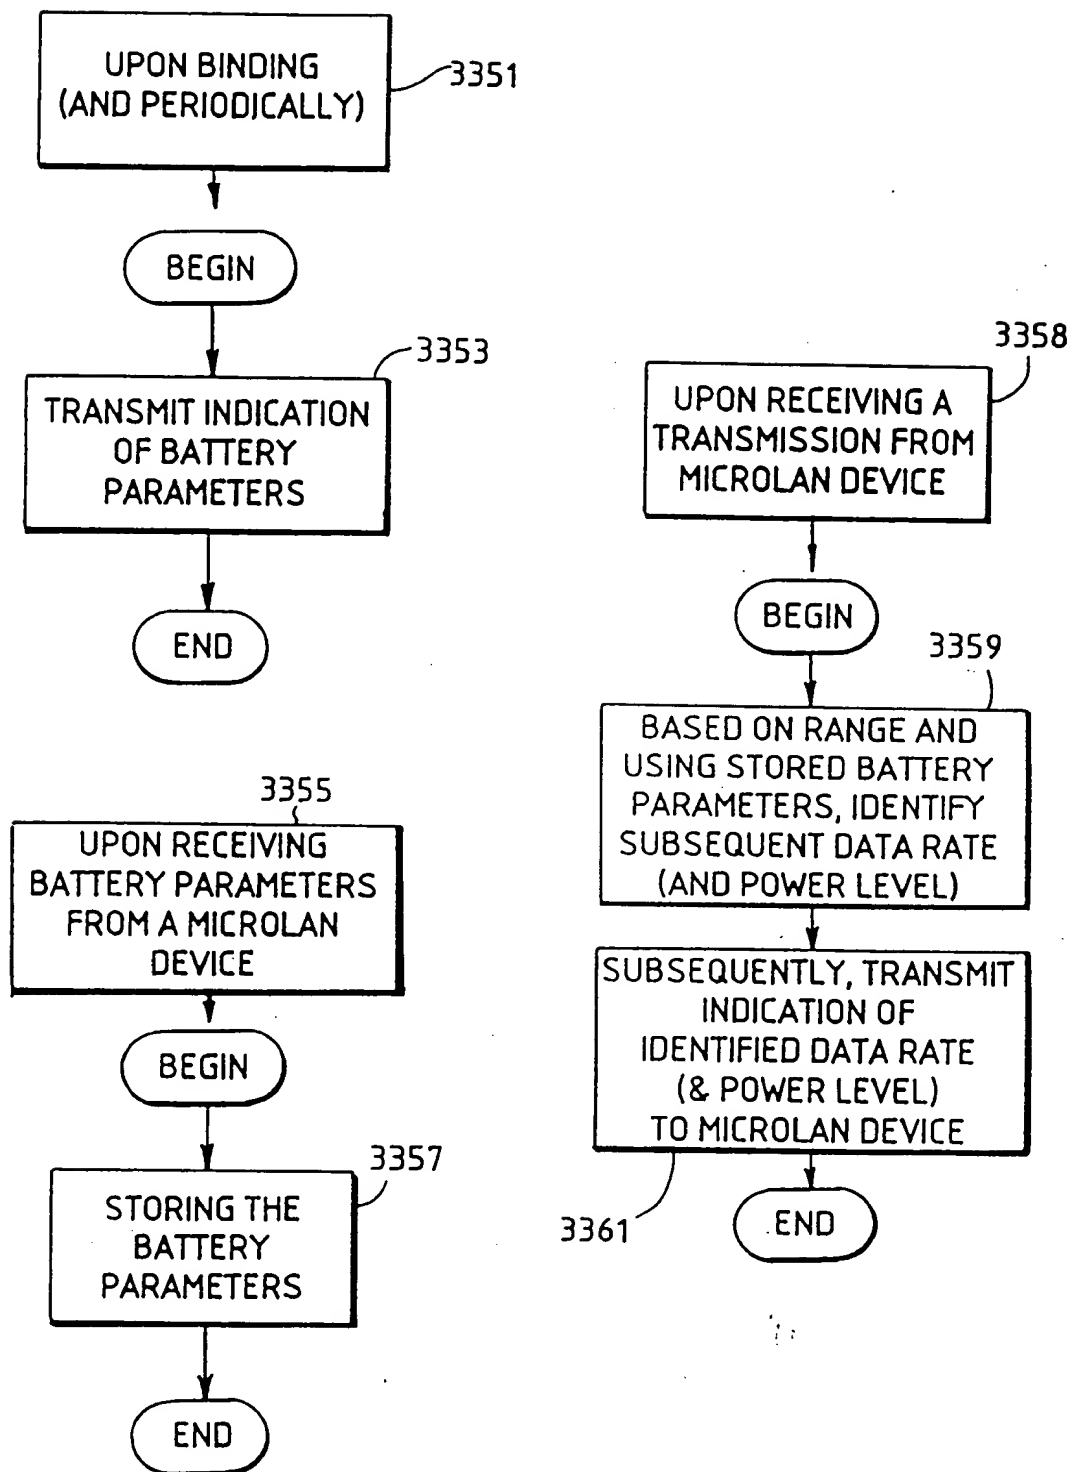 UPON BINDING
(AND PERIODICALLY)
3351
BEGIN
3353
TRANSMIT INDICATION
OF BATTERY
PARAMETERS
END
3355
UPON RECEIVING
BATTERY PARAMETERS
FROM A MICROLAN
DEVICE
BEGIN
3357
STORING THE
BATTERY
PARAMETERS
END
3358
UPON RECEIVING A
TRANSMISSION FROM
MICROLAN DEVICE
BEGIN
3359
BASED ON RANGE AND
USING STORED BATTERY
PARAMETERS, IDENTIFY
SUBSEQUENT DATA RATE
(AND POWER LEVEL)
SUBSEQUENTLY, TRANSMIT
INDICATION OF
IDENTIFIED DATA RATE
(& POWER LEVEL)
TO MICROLAN DEVICE
3361
END